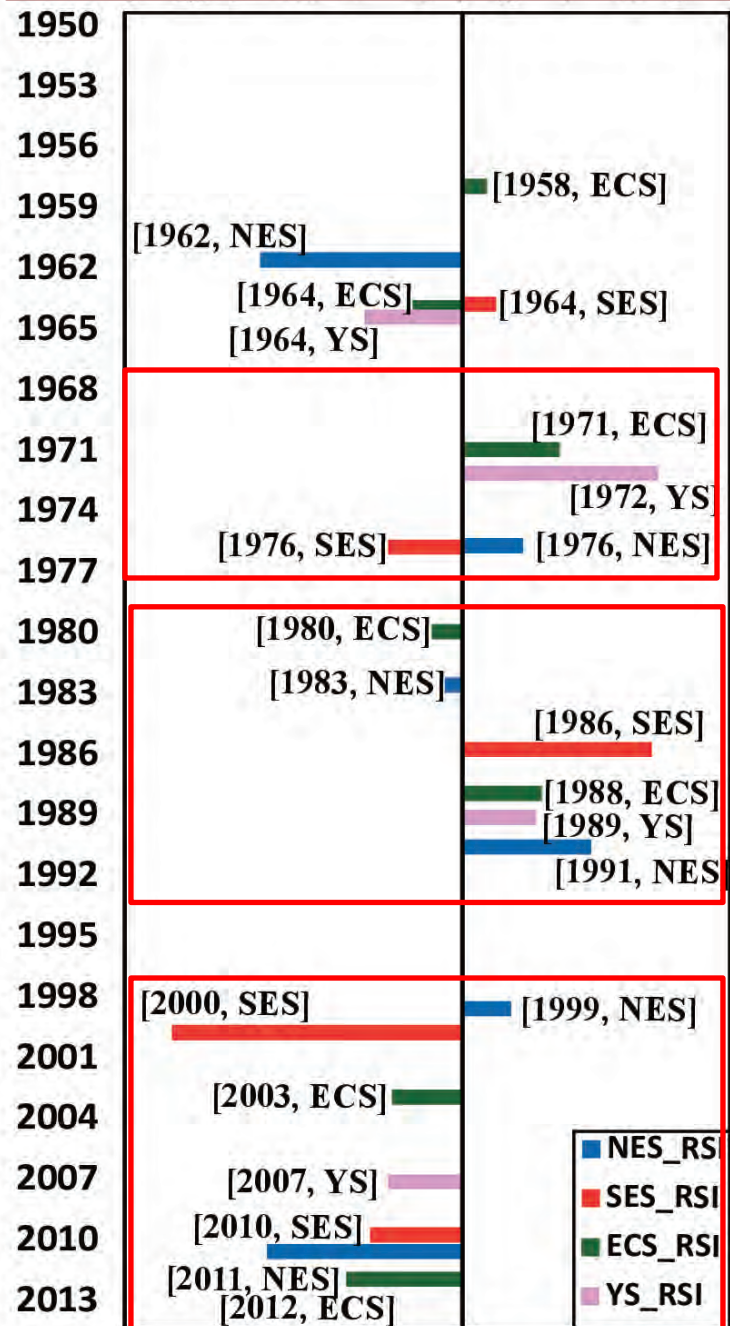 1950
1953
1956
[1958, ECS]
1959
[1962, NES]
1962
[1964, ECS]
[1964, SES]
1965
[1964, YS]
1968
[1971, ECS]
1971
[1972, YS]
1974
[1976, SES]
[1976, NES]
1977
1980
[1980, ECS]
[1983, NES]
1983
[1986, SES]
1986
[1988, ECS]
1989
[1989, YS]
1992
[1991, NES]
1995
1998
[2000, SES]
[1999, NES]
2001
[2003, ECS]
2004
2007
[2007, YS]
[2010, SES]
2010
[2011, NES]
2013
[2012, ECS]
NES_RSI
SES_RSI
ECS_RSI
YS_RSI